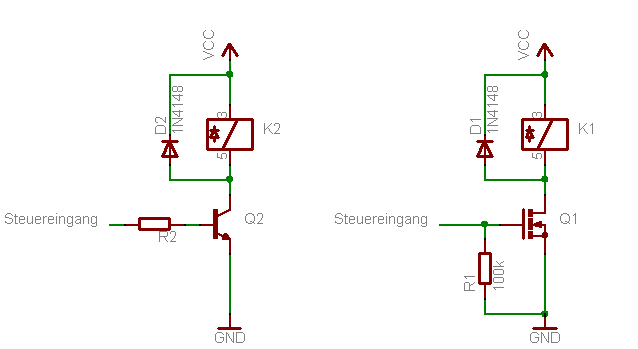 VCC
D2
1N4148
3
5
K2
Steuereingang
R2
Q2
GND
VCC
D1
1N4148
3
5
K1
Steuereingang
Q1
R1
100k
GND